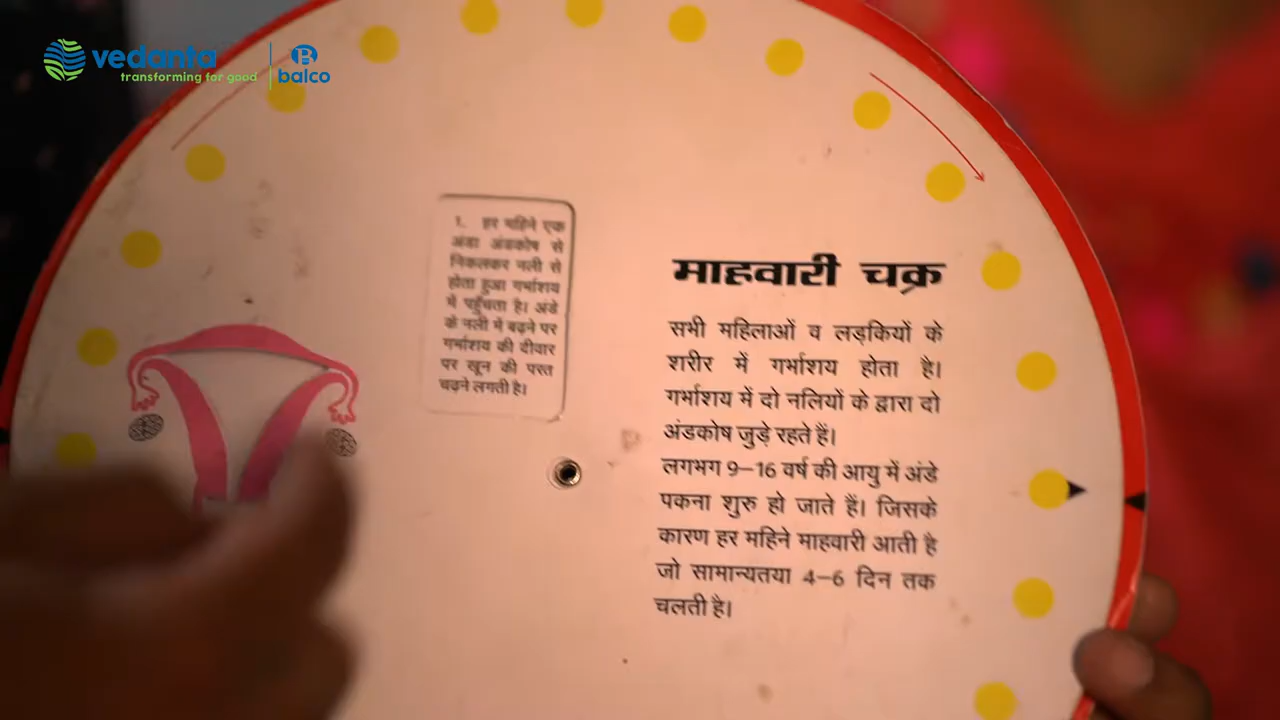 vedanta
transforming for good
balco
1. हर महिने एक
अंडा अंडकोष से
निकलकर नली से
होता हुआ गर्भाशय
में पहुँचता है। अंडे
के नली में बढ़ने पर
गर्भाशय की दीवार
पर खून की परत
चढ़ने लगती है।
माहवारी चक्र
सभी महिलाओं व लड़कियों के
शरीर में गर्भाशय होता है।
गर्भाशय में दो नलियों के द्वारा दो
अंडकोष जुड़े रहते हैं।
लगभग 9–16 वर्ष की आयु में अंडे
पकना शुरु हो जाते हैं। जिसके
कारण हर महिने माहवारी आती है
जो सामान्यतया 4–6 दिन तक
चलती है।